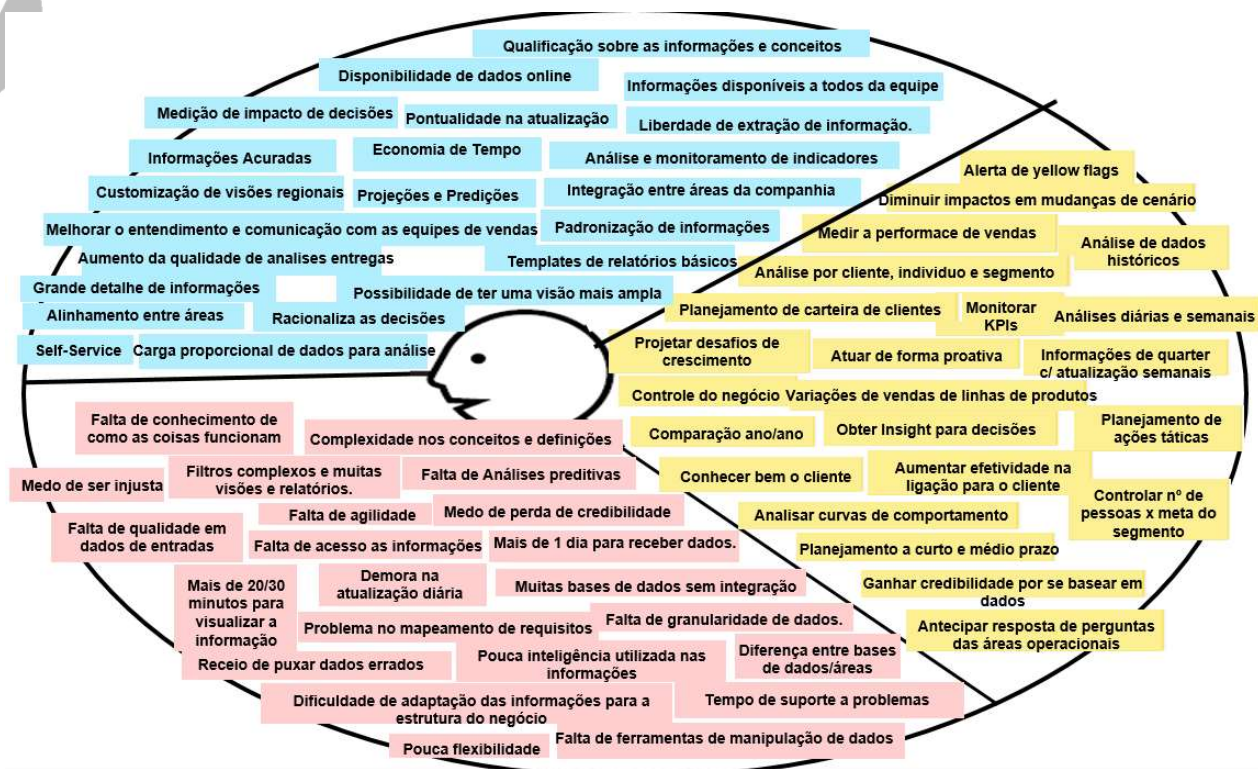 Qualificação sobre as informações e conceitos
Disponibilidade de dados online
Informações disponíveis a todos da equipe
Medição de impacto de decisões
Pontualidade na atualização
Liberdade de extração de informação.
Informações Acuradas
Economia de Tempo
Análise e monitoramento de indicadores
Customização de visões regionais
Projeções e Predições
Integração entre áreas da companhia
Melhorar o entendimento e comunicação com as equipes de vendas
Padronização de informações
Aumento da qualidade de analises entregas
Templates de relatórios básicos
Grande detalhe de informações
Possibilidade de ter uma visão mais ampla
Alinhamento entre áreas
Racionaliza as decisões
Self-Service
Carga proporcional de dados para análise
Alerta de yellow flags
Diminuir impactos em mudanças de cenário
Medir a performace de vendas
Análise de dados
históricos
Análise por cliente, individuo e segmento
Planejamento de carteira de clientes
Monitorar
KPIs
Análises diárias e semanais
Projetar desafios de
crescimento
Atuar de forma proativa
Informações de quarter
c/ atualização semanais
Controle do negócio
Variações de vendas de linhas de produtos
Comparação ano/ano
Obter Insight para decisões
Planejamento de
ações táticas
Conhecer bem o cliente
Aumentar efetividade na
ligação para o cliente
Controlar nº de
pessoas x meta do
segmento
Analisar curvas de comportamento
Planejamento a curto e médio prazo
Ganhar credibilidade por se basear em
dados
Antecipar resposta de perguntas
das áreas operacionais
Falta de conhecimento de
como as coisas funcionam
Complexidade nos conceitos e definições
Medo de ser injusta
Filtros complexos e muitas
visões e relatórios.
Falta de Análises preditivas
Falta de agilidade
Medo de perda de credibilidade
Falta de qualidade em
dados de entradas
Falta de acesso as informações
Mais de 1 dia para receber dados.
Mais de 20/30
minutos para
visualizar a
informação
Demora na
atualização diária
Muitas bases de dados sem integração
Problema no mapeamento de requisitos
Falta de granularidade de dados.
Receio de puxar dados errados
Pouca inteligência utilizada nas
informações
Diferença entre bases
de dados/áreas
Dificuldade de adaptação das informações para a
estrutura do negócio
Tempo de suporte a problemas
Pouca flexibilidade
Falta de ferramentas de manipulação de dados